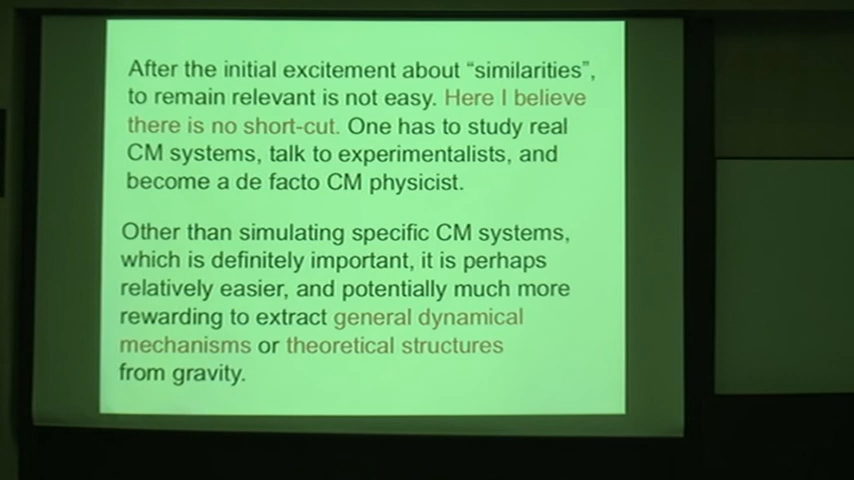 After the initial excitement about “similarities”,
to remain relevant is not easy. Here I believe
there is no short-cut. One has to study real
CM systems, talk to experimentalists, and
become a de facto CM physicist.
Other than simulating specific CM systems,
which is definitely important, it is perhaps
relatively easier, and potentially much more
rewarding to extract general dynamical
mechanisms or theoretical structures
from gravity.